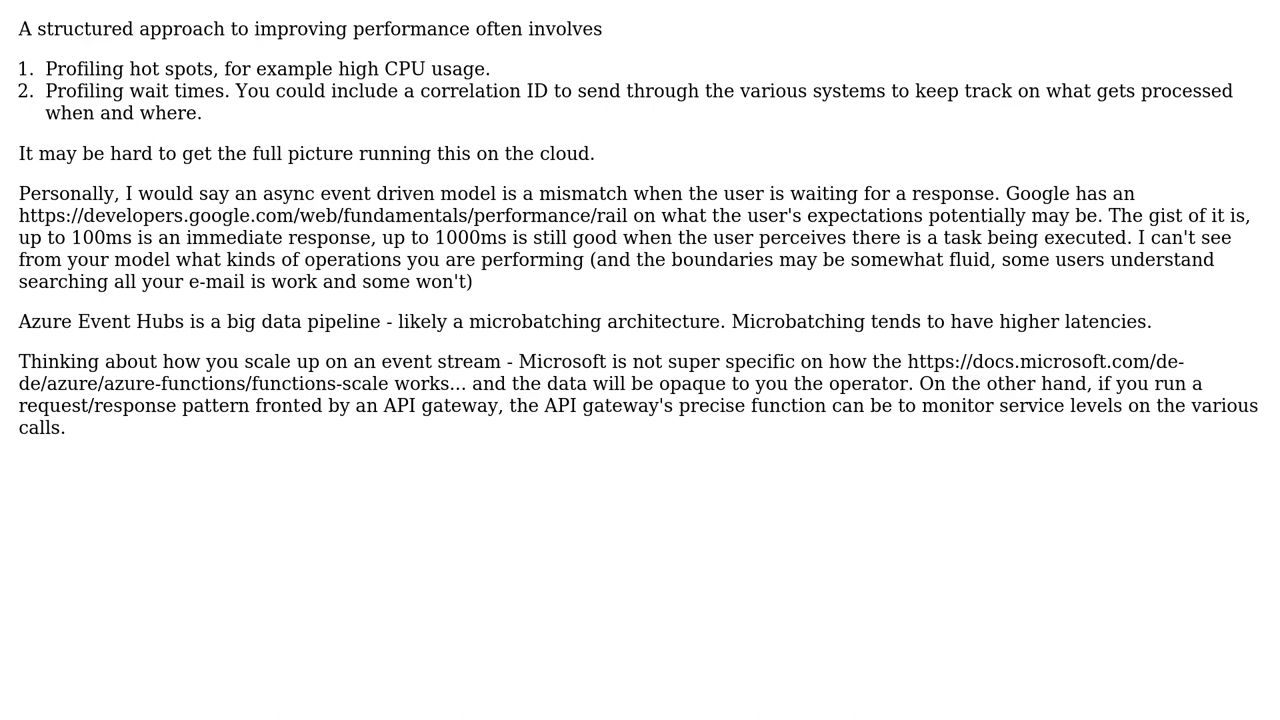 A structured approach to improving performance often involves
1. Profiling hot spots, for example high CPU usage.
2. Profiling wait times. You could include a correlation ID to send through the various systems to keep track on what gets processed
when and where.
It may be hard to get the full picture running this on the cloud.
Personally, I would say an async event driven model is a mismatch when the user is waiting for a response. Google has an
https://developers.google.com/web/fundamentals/performance/rail on what the user's expectations potentially may be. The gist of it is,
up to 100ms is an immediate response, up to 1000ms is still good when the user perceives there is a task being executed. I can't see
from your model what kinds of operations you are performing (and the boundaries may be somewhat fluid, some users understand
searching all your e-mail is work and some won't)
Azure Event Hubs is a big data pipeline - likely a microbatching architecture. Microbatching tends to have higher latencies.
Thinking about how you scale up on an event stream - Microsoft is not super specific on how the https://docs.microsoft.com/de-
de/azure/azure-functions/functions-scale works... and the data will be opaque to you the operator. On the other hand, if you run a
request/response pattern fronted by an API gateway, the API gateway's precise function can be to monitor service levels on the various
calls.